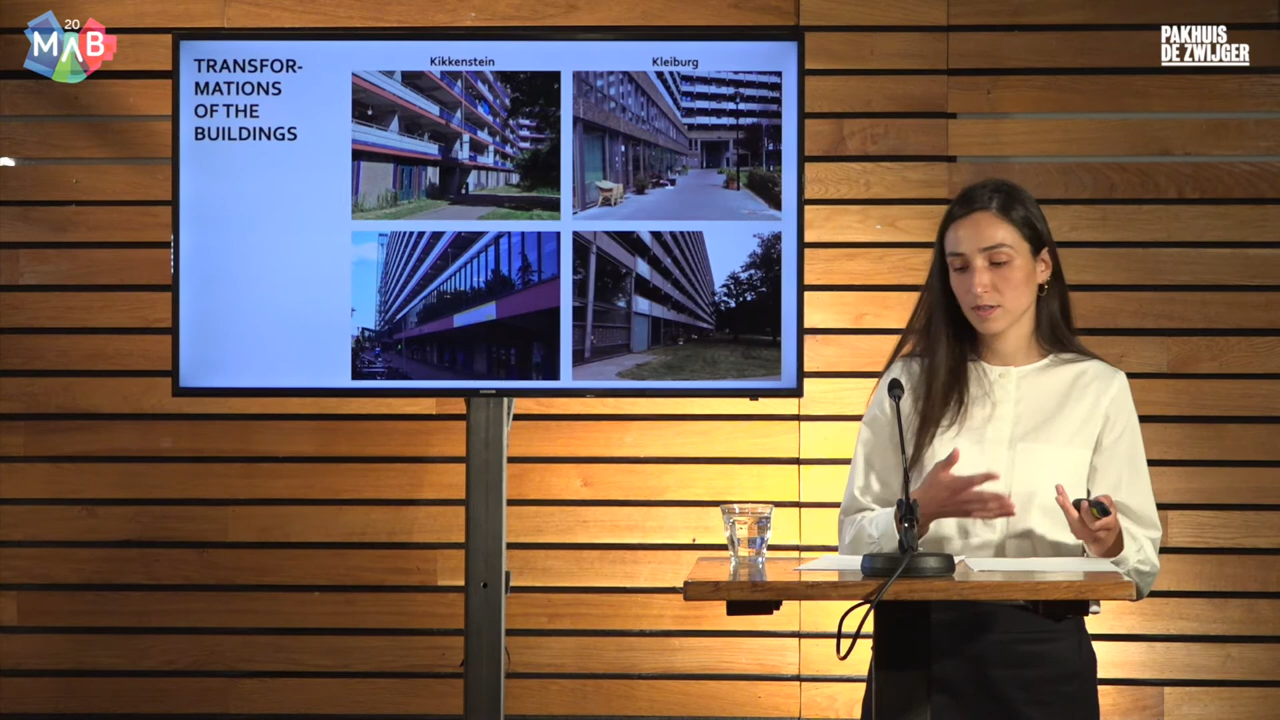 20
MAB
PAKHUIS
DE ZWIJGER
TRANSFOR-
MATIONS
OF THE
BUILDINGS
Kikkenstein
Kleiburg